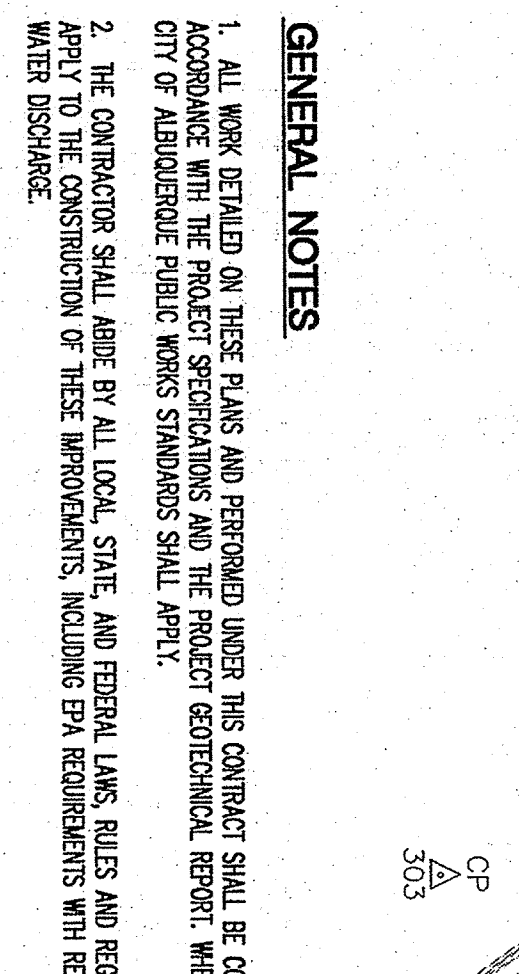 CP
303
GENERAL NOTES
1. ALL WORK DETAILED ON THESE PLANS AND PERFORMED UNDER THIS CONTRACT SHALL BE
ACCORDANCE WITH THE PROJECT SPECIFICATIONS AND THE PROJECT GEOTECHNICAL REPORT.
CITY OF ALBUQUERQUE PUBLIC WORKS STANDARDS SHALL APPLY.
2. THE CONTRACTOR SHALL ABIDE BY ALL LOCAL, STATE, AND FEDERAL LAWS, RULES AND REG
APPLY TO THE CONSTRUCTION OF THESE IMPROVEMENTS, INCLUDING EPA REQUIREMENTS WITH RE
WATER DISCHARGE.